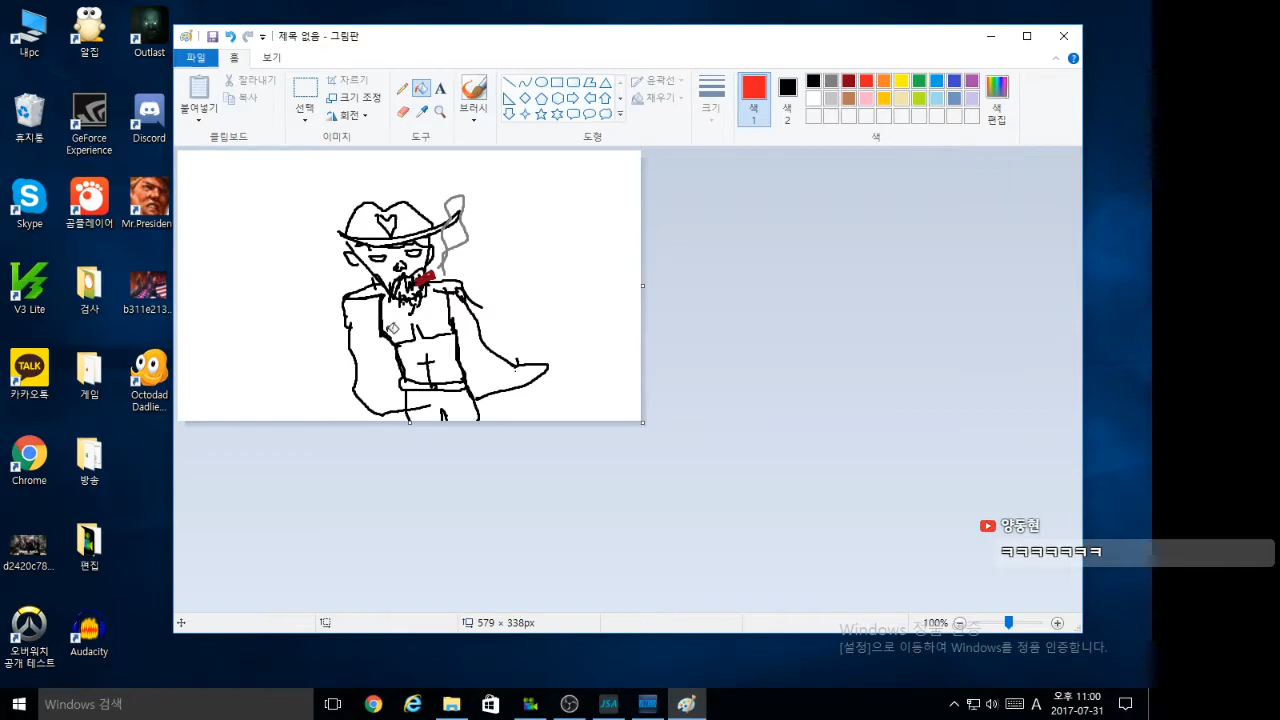 내pc
알집
Outlast
휴지통
GeForce
Experience
Discord
Skype
곰플레이어
Mr.President
V3 Lite
검사
b311e213...
TALK
카카오톡
게임
Octodad
Dadlie...
Chrome
방송
d2420c78...
편집
오버워치
공개 테스트
Audacity
제목 없음 - 그림판
파일
홈
보기
붙여넣기
잘라내기
복사
클립보드
선택
자르기
크기 조정
회전
이미지
A
도구
브러시
윤곽선
채우기
도형
크기
색
1
색
2
색
편집
색
579 × 338px
100%
양동현
ㅋㅋㅋㅋㅋㅋㅋ
Windows 정품 인증
[설정]으로 이동하여 Windows를 정품 인증합니다.
Windows 검색
JSA
A
오후 11:00
2017-07-31